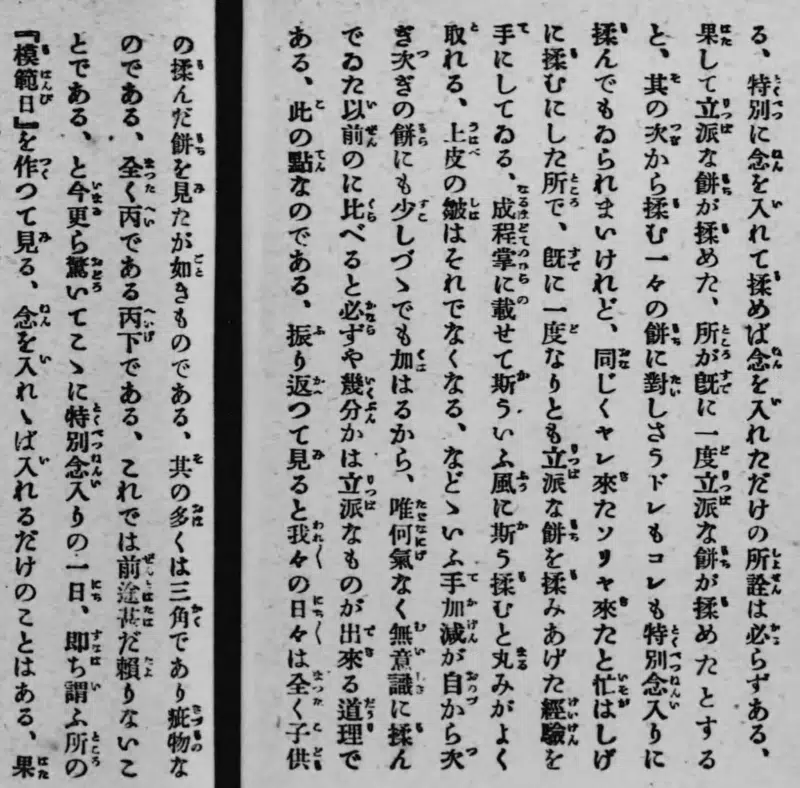 る、特別に念を入れて揉めば念を入れただけの所詮は必らずある、
果して立派な餅が揉めた、所が既に一度立派な餅が揉めたとする
と、其の次から揉む一々の餅に對しさうドレもコレも特別念入りに
揉んでもゐられまいけれど、同じくヤレ來たソリャ來たと忙はしげ
に揉むにした所で、既に一度なりとも立派な餅を揉みあげた經驗を
手にしてゐる、成程掌に載せて斯ういふ風に斯う揉むと丸みがよく
取れる、上皮の皺はそれでなくなる、などゝいふ手加減が自から次
ぎ次ぎの餅にも少しづゝでも加はるから、唯何氣なく無意識に揉ん
でゐた以前のに比べると必ずや幾分かは立派なものが出來る道理で
ある、此の點なのである、振り返つて見ると我々の日々は全く子供
の揉んだ餅を見たが如きものである、其の多くは三角であり疵物な
のである、全く丙である丙下である、これでは前途甚だ賴りないこ
とである、と今更ら驚いてこゝに特別念入りの一日、卽ち謂ふ所の
『模範日』を作つて見る、念を入れゝば入れるだけのことはある、果